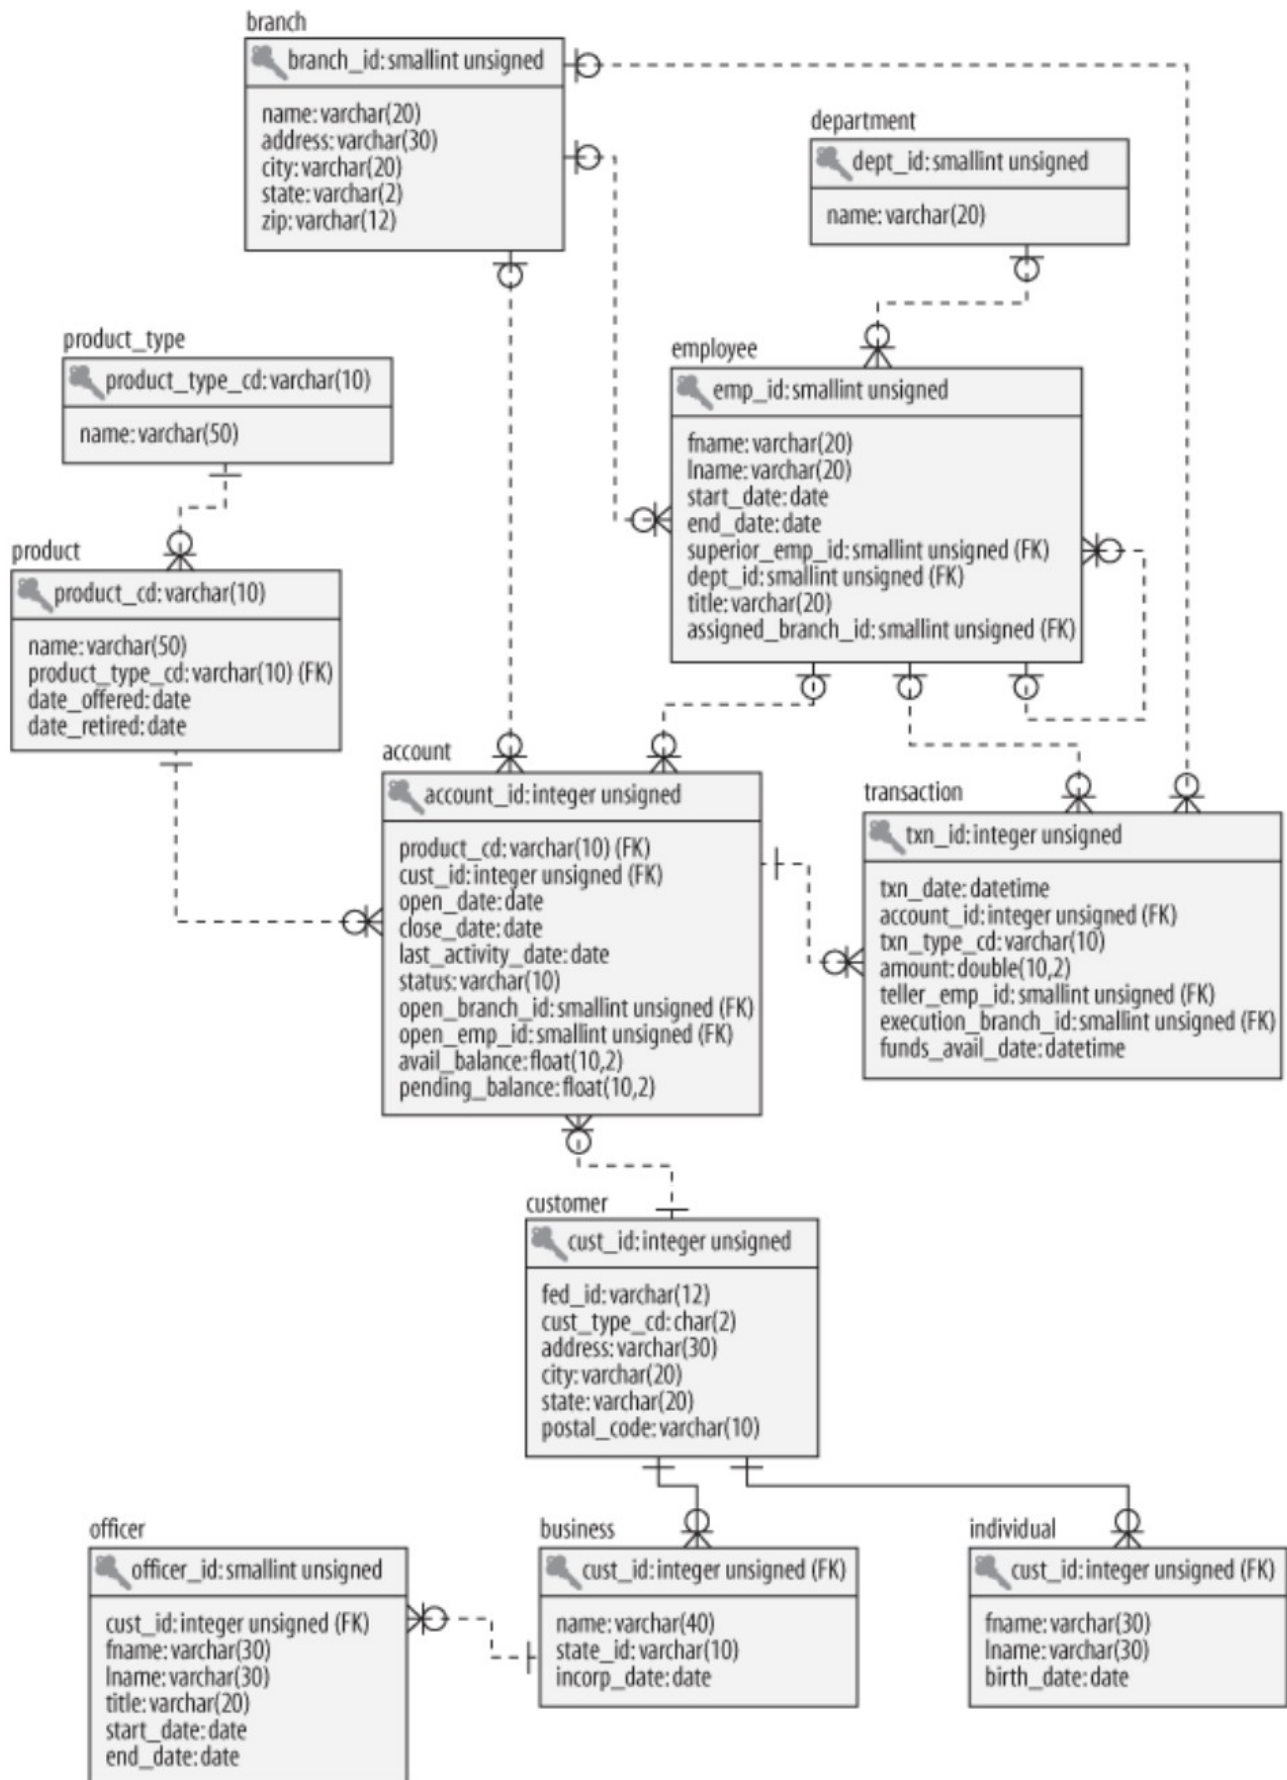 branch
branch_id: smallint unsigned
name: varchar(20)
address: varchar(30)
city: varchar(20)
state: varchar(2)
zip: varchar(12)
department
dept_id: smallint unsigned
name: varchar(20)
product_type
product_type_cd: varchar(10)
name: varchar(50)
employee
emp_id: smallint unsigned
fname: varchar(20)
lname: varchar(20)
start_date: date
end_date: date
superior_emp_id: smallint unsigned (FK)
dept_id: smallint unsigned (FK)
title: varchar(20)
assigned_branch_id: smallint unsigned (FK)
product
product_cd: varchar(10)
name: varchar(50)
product_type_cd: varchar(10) (FK)
date_offered: date
date_retired: date
account
account_id: integer unsigned
product_cd: varchar(10) (FK)
cust_id: integer unsigned (FK)
open_date: date
close_date: date
last_activity_date: date
status: varchar(10)
open_branch_id: smallint unsigned (FK)
open_emp_id: smallint unsigned (FK)
avail_balance: float(10,2)
pending_balance: float(10,2)
transaction
txn_id: integer unsigned
txn_date: datetime
account_id: integer unsigned (FK)
txn_type_cd: varchar(10)
amount: double(10,2)
teller_emp_id: smallint unsigned (FK)
execution_branch_id: smallint unsigned (FK)
funds_avail_date: datetime
customer
cust_id: integer unsigned
fed_id: varchar(12)
cust_type_cd: char(2)
address: varchar(30)
city: varchar(20)
state: varchar(20)
postal_code: varchar(10)
officer
officer_id: smallint unsigned
cust_id: integer unsigned (FK)
fname: varchar(30)
lname: varchar(30)
title: varchar(20)
start_date: date
end_date: date
business
cust_id: integer unsigned (FK)
name: varchar(40)
state_id: varchar(10)
incorp_date: date
individual
cust_id: integer unsigned (FK)
fname: varchar(30)
lname: varchar(30)
birth_date: date